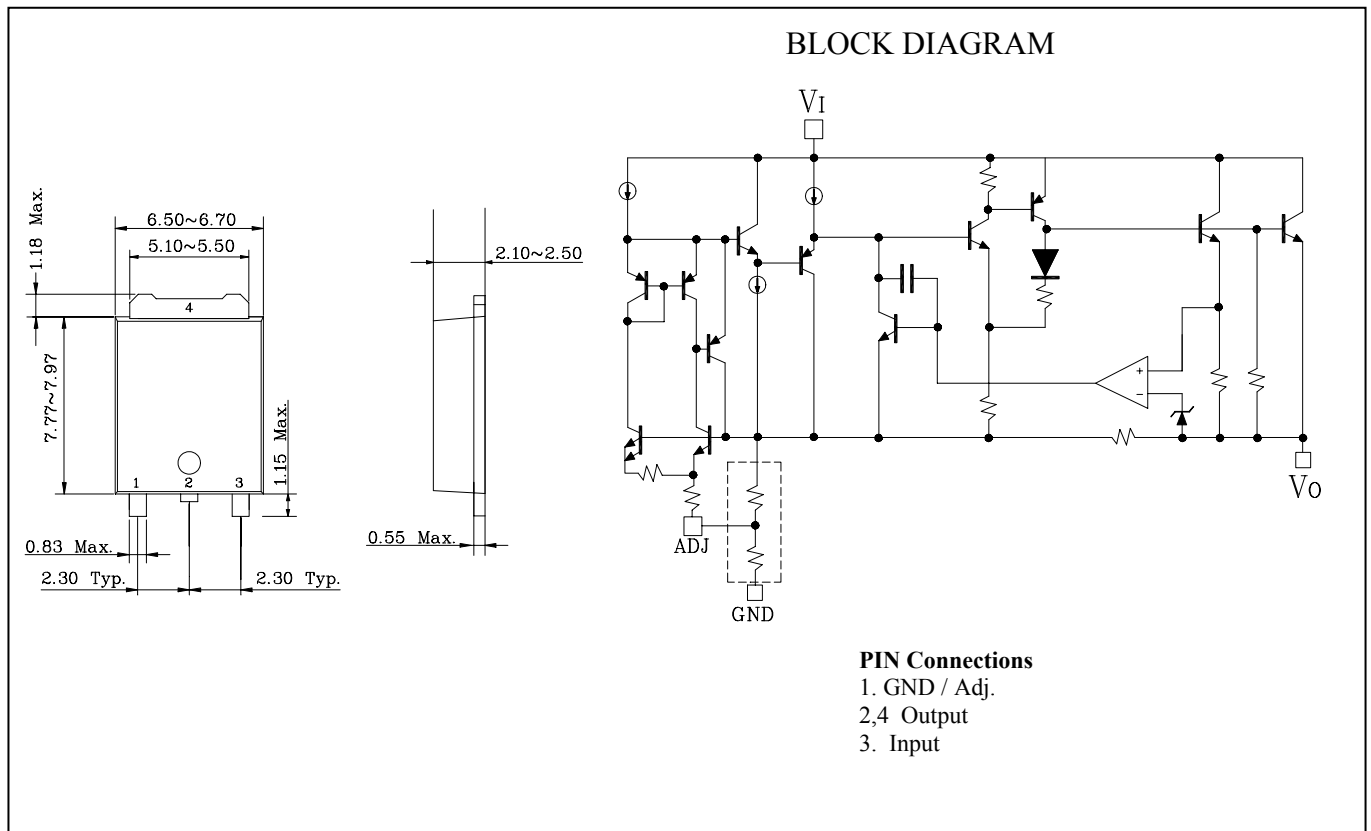 BLOCK DIAGRAM
VI
1.18 Max.
6.50~6.70
5.10~5.50
4
7.77~7.97
1.15 Max.
1 2 3
0.83 Max.
2.30 Typ. 2.30 Typ.
2.10~2.50
0.55 Max.
+
−
ADJ
GND
VO
PIN Connections
1. GND / Adj.
2,4 Output
3. Input